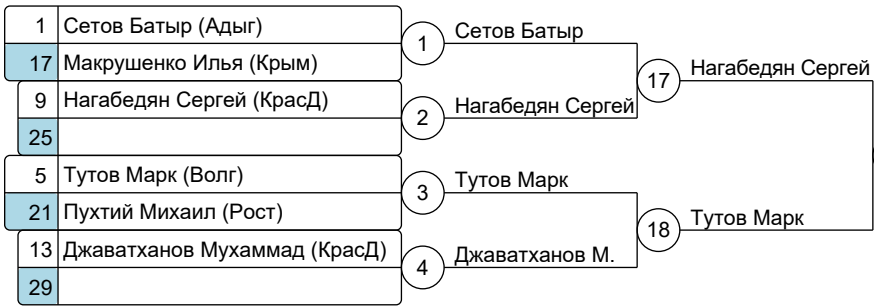 1 Сетов Батыр (Адыг)
17 Макрушенко Илья (Крым)
9 Нагабедян Сергей (КрасД)
25
5 Тутов Марк (Волг)
21 Пухтий Михаил (Рост)
13 Джаватханов Мухаммад (КрасД)
29
1 Сетов Батыр
2 Нагабедян Сергей
3 Тутов Марк
4 Джаватханов М.
17 Нагабедян Сергей
18 Тутов Марк